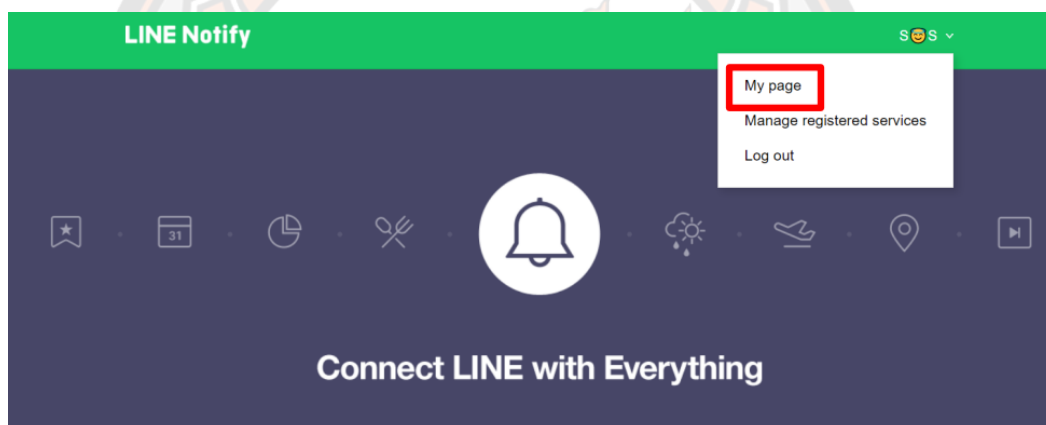 LINE Notify
S😇S
My page
Manage registered services
Log out
31
Connect LINE with Everything